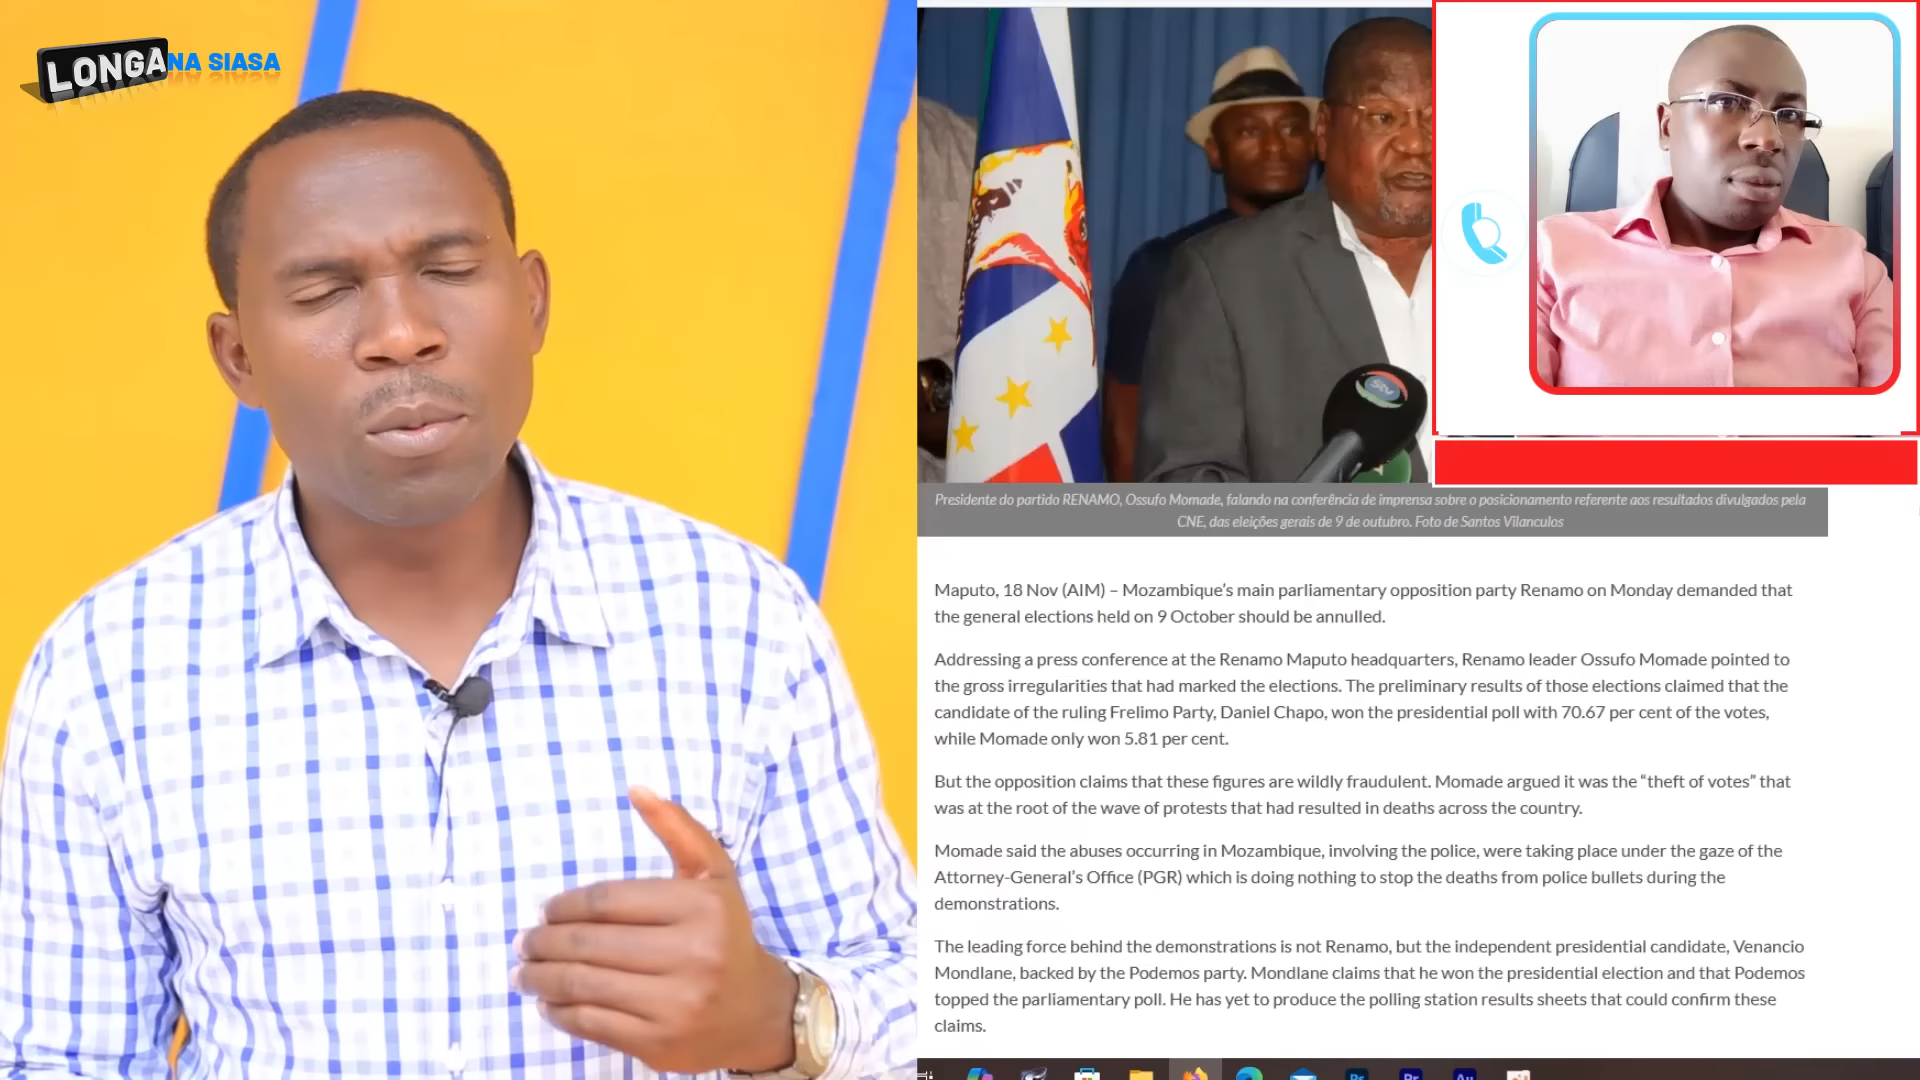 LONGA NA SIASA
Stv
Presidente do partido RENAMO, Ossufo Momade, falando na conferência de imprensa sobre o posicionamento referente aos resultados divulgados pela
CNE, das eleições gerais de 9 de outubro. Foto de Santos Vilanculos
Maputo, 18 Nov (AIM) – Mozambique’s main parliamentary opposition party Renamo on Monday demanded that
the general elections held on 9 October should be annulled.
Addressing a press conference at the Renamo Maputo headquarters, Renamo leader Ossufo Momade pointed to
the gross irregularities that had marked the elections. The preliminary results of those elections claimed that the
candidate of the ruling Frelimo Party, Daniel Chapo, won the presidential poll with 70.67 per cent of the votes,
while Momade only won 5.81 per cent.
But the opposition claims that these figures are wildly fraudulent. Momade argued it was the “theft of votes” that
was at the root of the wave of protests that had resulted in deaths across the country.
Momade said the abuses occurring in Mozambique, involving the police, were taking place under the gaze of the
Attorney-General’s Office (PGR) which is doing nothing to stop the deaths from police bullets during the
demonstrations.
The leading force behind the demonstrations is not Renamo, but the independent presidential candidate, Venancio
Mondlane, backed by the Podemos party. Mondlane claims that he won the presidential election and that Podemos
topped the parliamentary poll. He has yet to produce the polling station results sheets that could confirm these
claims.
Ps Pr Au